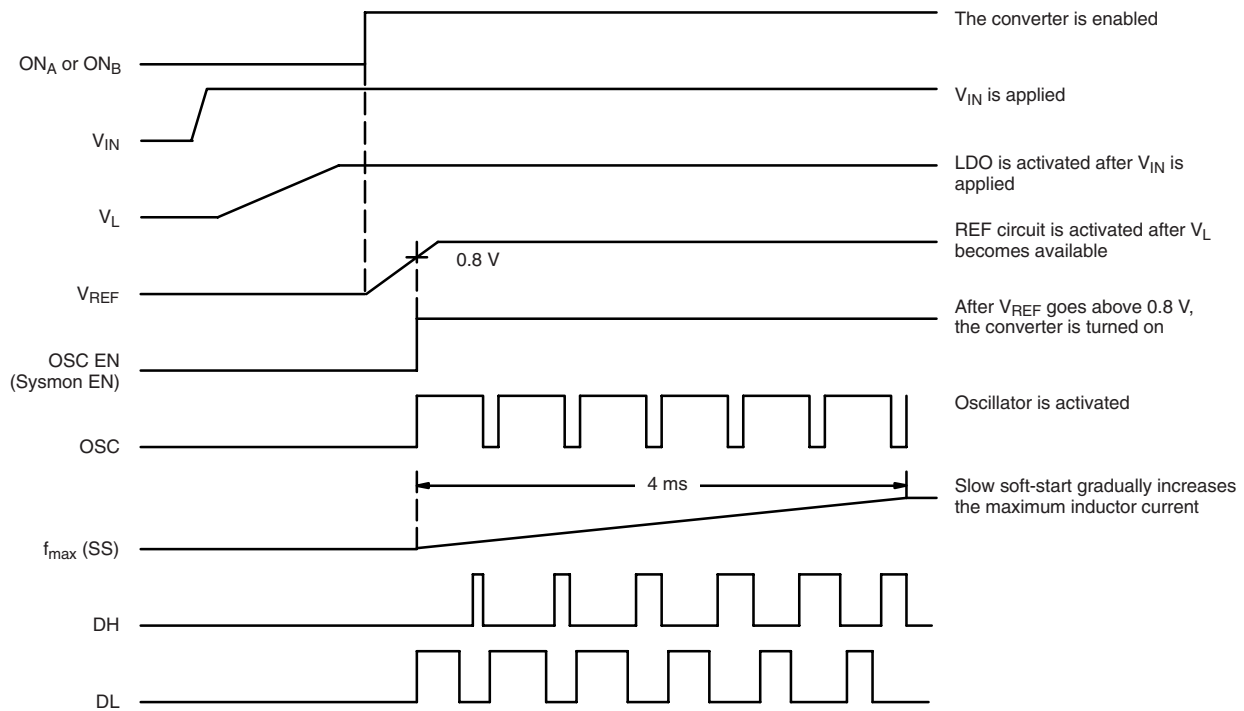 The converter is enabled
ONA or ONB
VIN is applied
VIN
LDO is activated after VIN is
applied
VL
REF circuit is activated after VL
becomes available
0.8 V
VREF
After VREF goes above 0.8 V,
the converter is turned on
OSC EN
(Sysmon EN)
Oscillator is activated
OSC
4 ms
Slow soft-start gradually increases
the maximum inductor current
fmax (SS)
DH
DL